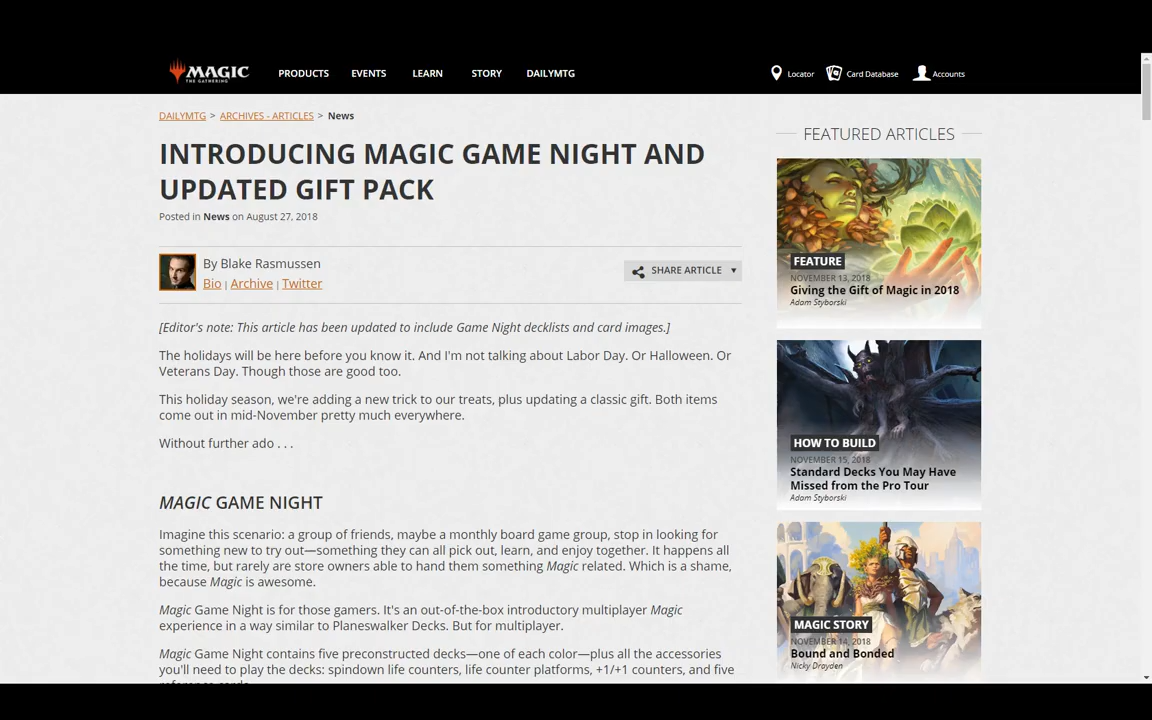 MAGIC
THE GATHERING
PRODUCTS EVENTS LEARN STORY DAILYMTG
Locator Card Database Accounts
DAILYMTG > ARCHIVES - ARTICLES > News
INTRODUCING MAGIC GAME NIGHT AND
UPDATED GIFT PACK
Posted in News on August 27, 2018
By Blake Rasmussen
Bio | Archive | Twitter
SHARE ARTICLE
[Editor's note: This article has been updated to include Game Night decklists and card images.]
The holidays will be here before you know it. And I'm not talking about Labor Day. Or Halloween. Or
Veterans Day. Though those are good too.
This holiday season, we're adding a new trick to our treats, plus updating a classic gift. Both items
come out in mid-November pretty much everywhere.
Without further ado . . .
MAGIC GAME NIGHT
Imagine this scenario: a group of friends, maybe a monthly board game group, stop in looking for
something new to try out—something they can all pick out, learn, and enjoy together. It happens all
the time, but rarely are store owners able to hand them something Magic related. Which is a shame,
because Magic is awesome.
Magic Game Night is for those gamers. It's an out-of-the-box introductory multiplayer Magic
experience in a way similar to Planeswalker Decks. But for multiplayer.
Magic Game Night contains five preconstructed decks—one of each color—plus all the accessories
you'll need to play the decks: spindown life counters, life counter platforms, +1/+1 counters, and five
FEATURED ARTICLES
FEATURE
NOVEMBER 13, 2018
Giving the Gift of Magic in 2018
Adam Styborski
HOW TO BUILD
NOVEMBER 15, 2018
Standard Decks You May Have
Missed from the Pro Tour
Adam Styborski
MAGIC STORY
NOVEMBER 14, 2018
Bound and Bonded
Nicky Drayden